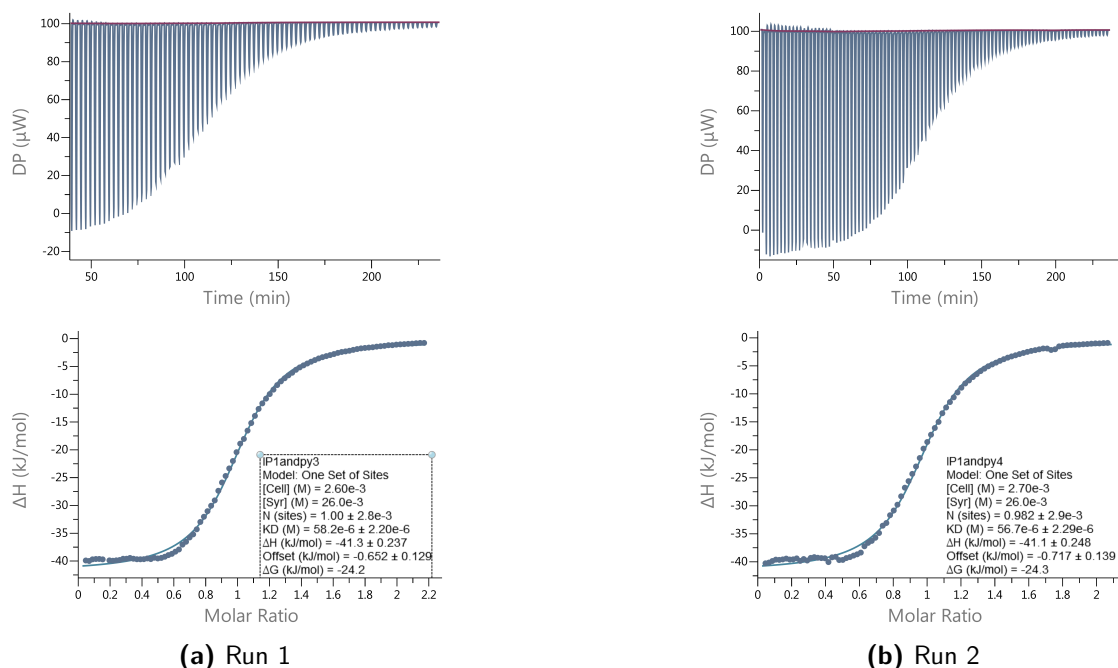 100
80
60
40
20
0
-20
DP (µW)
50
100
150
200
Time (min)
100
80
60
40
20
0
DP (µW)
0
50
100
150
200
Time (min)
0
-5
-10
-15
-20
-25
-30
-35
-40
ΔH (kJ/mol)
IP1andpy3
Model: One Set of Sites
[Cell] (M) = 2.60e-3
[Syr] (M) = 26.0e-3
N (sites) = 1.00 ± 2.8e-3
KD (M) = 58.2e-6 ± 2.20e-6
ΔH (kJ/mol) = -41.3 ± 0.237
Offset (kJ/mol) = -0.652 ± 0.129
ΔG (kJ/mol) = -24.2
0 0.2 0.4 0.6 0.8 1 1.2 1.4 1.6 1.8 2 2.2
Molar Ratio
(a) Run 1
0
-5
-10
-15
-20
-25
-30
-35
-40
ΔH (kJ/mol)
IP1andpy4
Model: One Set of Sites
[Cell] (M) = 2.70e-3
[Syr] (M) = 26.0e-3
N (sites) = 0.982 ± 2.9e-3
KD (M) = 56.7e-6 ± 2.29e-6
ΔH (kJ/mol) = -41.1 ± 0.248
Offset (kJ/mol) = -0.717 ± 0.139
ΔG (kJ/mol) = -24.3
0 0.2 0.4 0.6 0.8 1 1.2 1.4 1.6 1.8 2
Molar Ratio
(b) Run 2